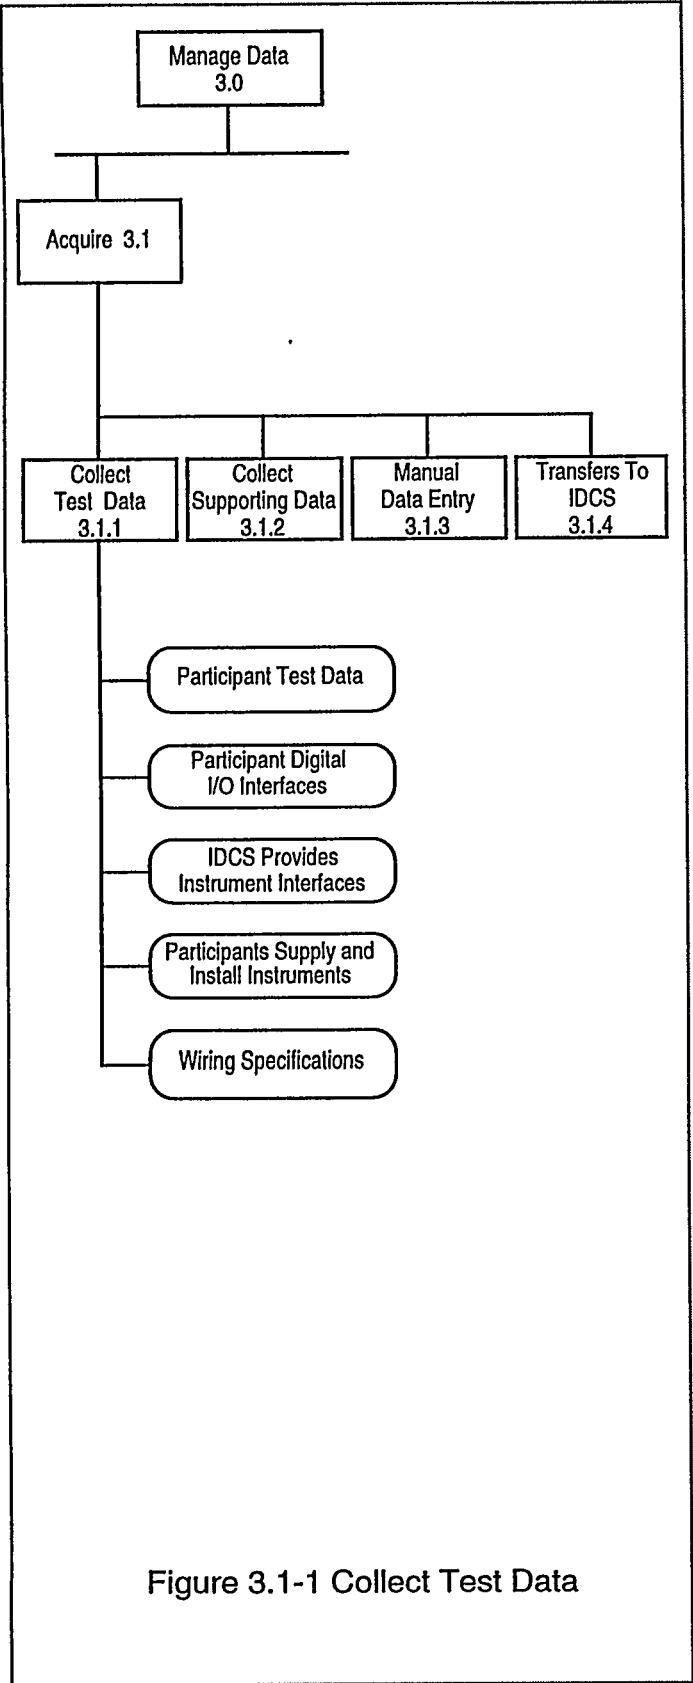 Manage Data
3.0
Acquire 3.1
Collect
Test Data
3.1.1
Collect
Supporting Data
3.1.2
Manual
Data Entry
3.1.3
Transfers To
IDCS
3.1.4
Participant Test Data
Participant Digital
I/O Interfaces
IDCS Provides
Instrument Interfaces
Participants Supply and
Install Instruments
Wiring Specifications
Figure 3.1-1 Collect Test Data